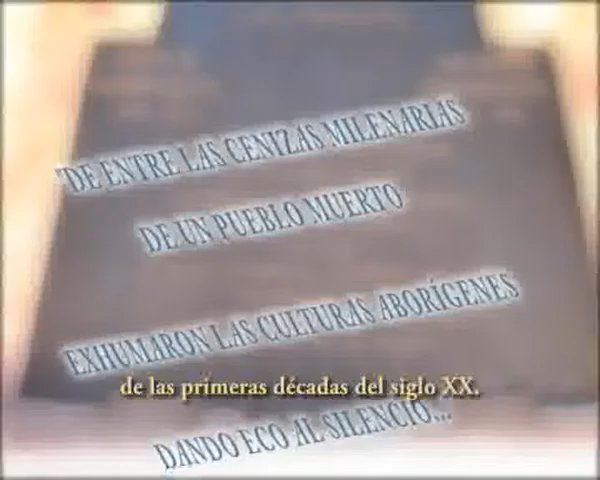 "DE ENTRE LAS CENIZAS MILENARIAS
DE UN PUEBLO MUERTO
EXHUMARON LAS CULTURAS ABORÍGENES
de las primeras décadas del siglo XX.
DANDO ECO AL SILENCIO...